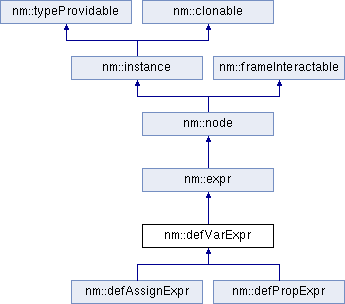 nm::typeProvidable nm::clonable
nm::instance nm::frameInteractable
nm::node
nm::expr
nm::defVarExpr
nm::defAssignExpr nm::defPropExpr